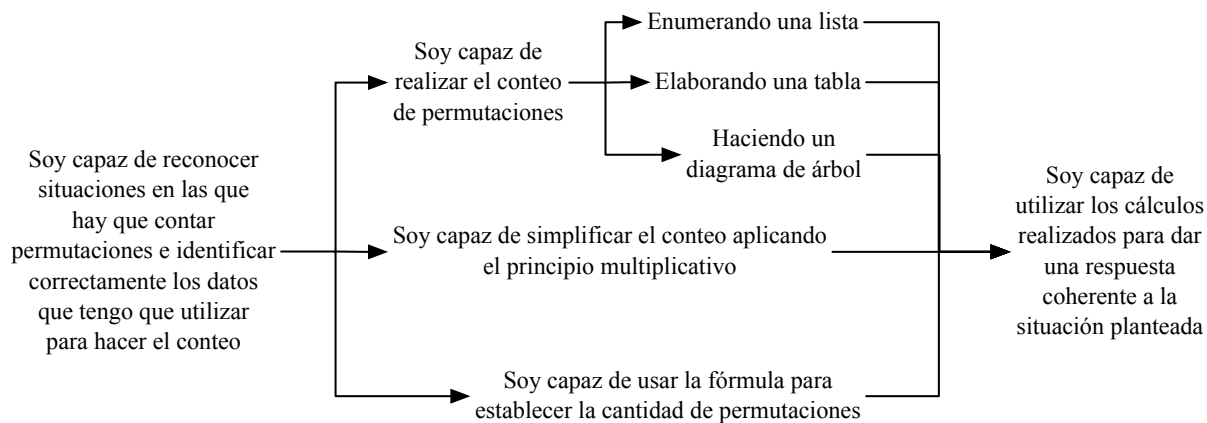 Soy capaz de reconocer
situaciones en las que
hay que contar
permutaciones e identificar
correctamente los datos
que tengo que utilizar
para hacer el conteo
Soy capaz de
realizar el conteo
de permutaciones
Enumerando una lista
Elaborando una tabla
Haciendo un
diagrama de árbol
Soy capaz de simplificar el conteo aplicando
el principio multiplicativo
Soy capaz de usar la fórmula para
establecer la cantidad de permutaciones
Soy capaz de
utilizar los cálculos
realizados para dar
una respuesta
coherente a la
situación planteada